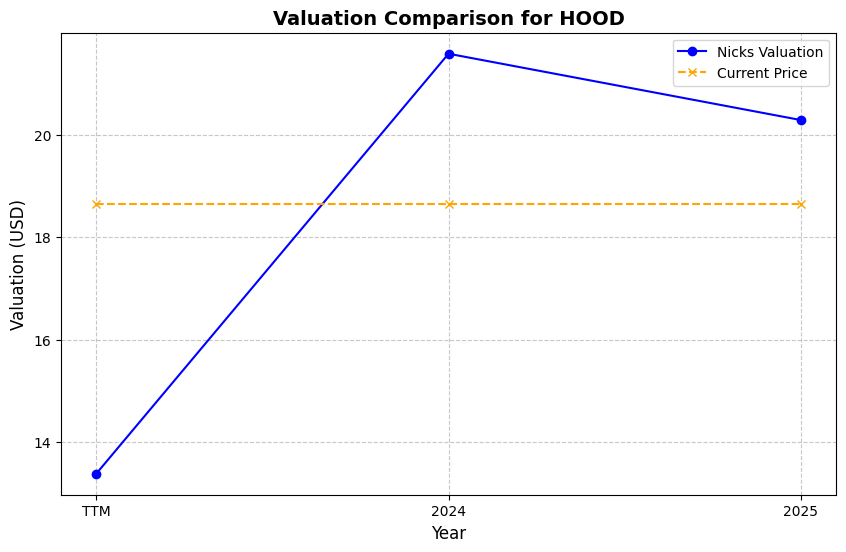 Valuation Comparison for HOOD
Nicks Valuation
Current Price
Valuation (USD)
20
18
16
14
TTM
2024
2025
Year